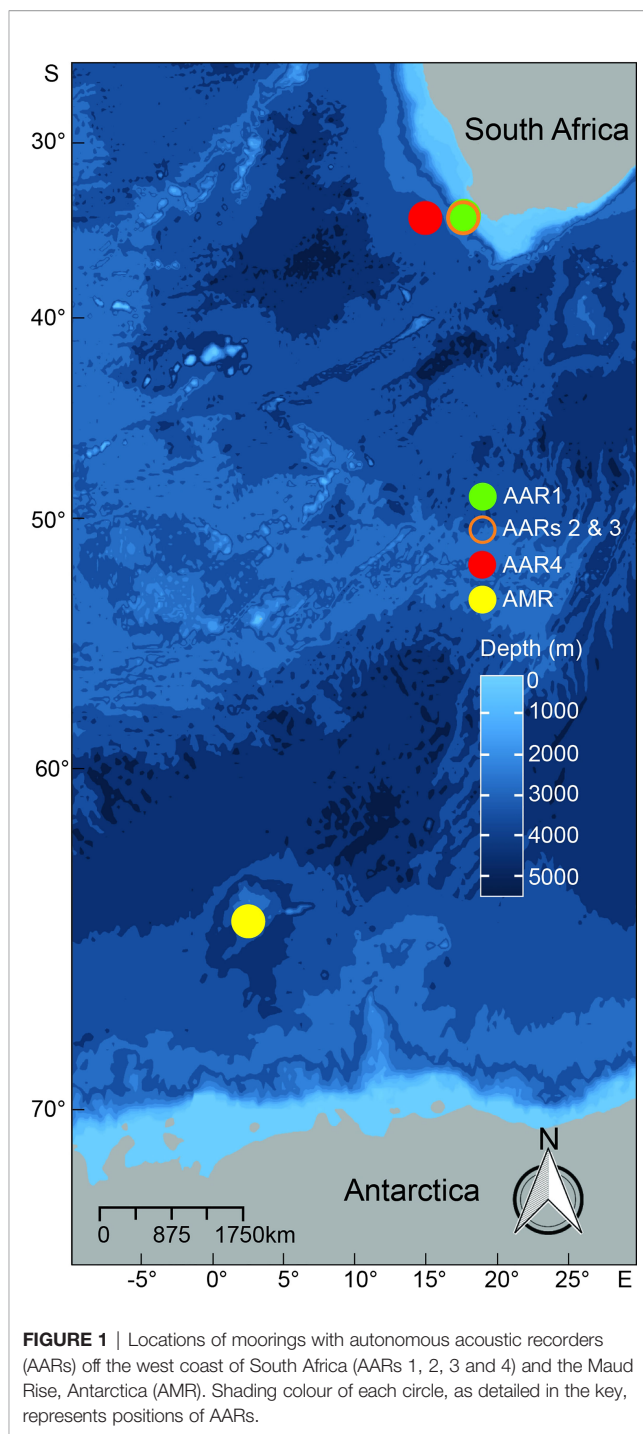 S
South Africa
30°
40°
50°
60°
70°
AAR1
AARs 2 & 3
AAR4
AMR
Depth (m)
0
1000
2000
3000
4000
5000
N
Antarctica
0 875 1750km
-5° 0° 5° 10° 15° 20° 25° E
FIGURE 1 | Locations of moorings with autonomous acoustic recorders
(AARs) off the west coast of South Africa (AARs 1, 2, 3 and 4) and the Maud
Rise, Antarctica (AMR). Shading colour of each circle, as detailed in the key,
represents positions of AARs.